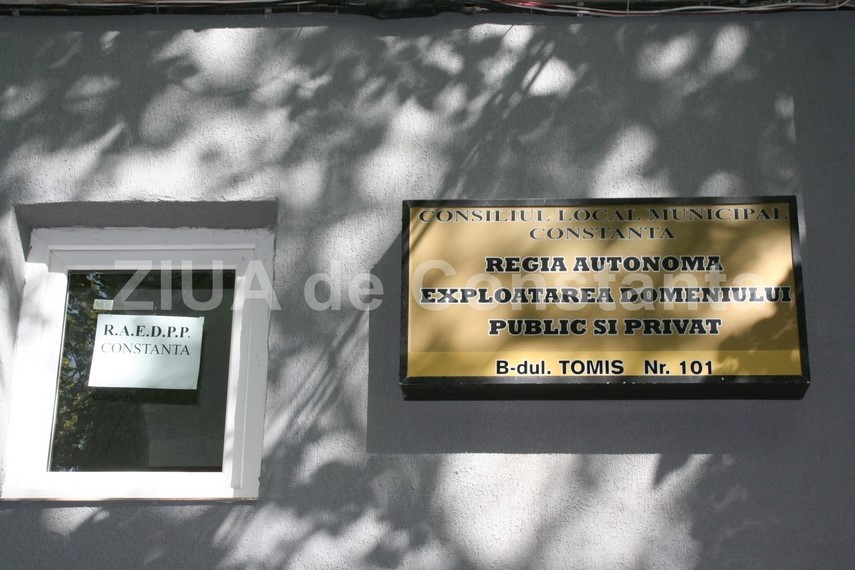 CONSILIUL LOCAL MUNICIPAL
CONSTANTA
REGIA AUTONOMA
EXPLOATAREA DOMENIULUI
PUBLIC SI PRIVAT
B-dul. TOMIS Nr. 101
R.A.E.D.P.P.
CONSTANTA
ZIUA de Constanta